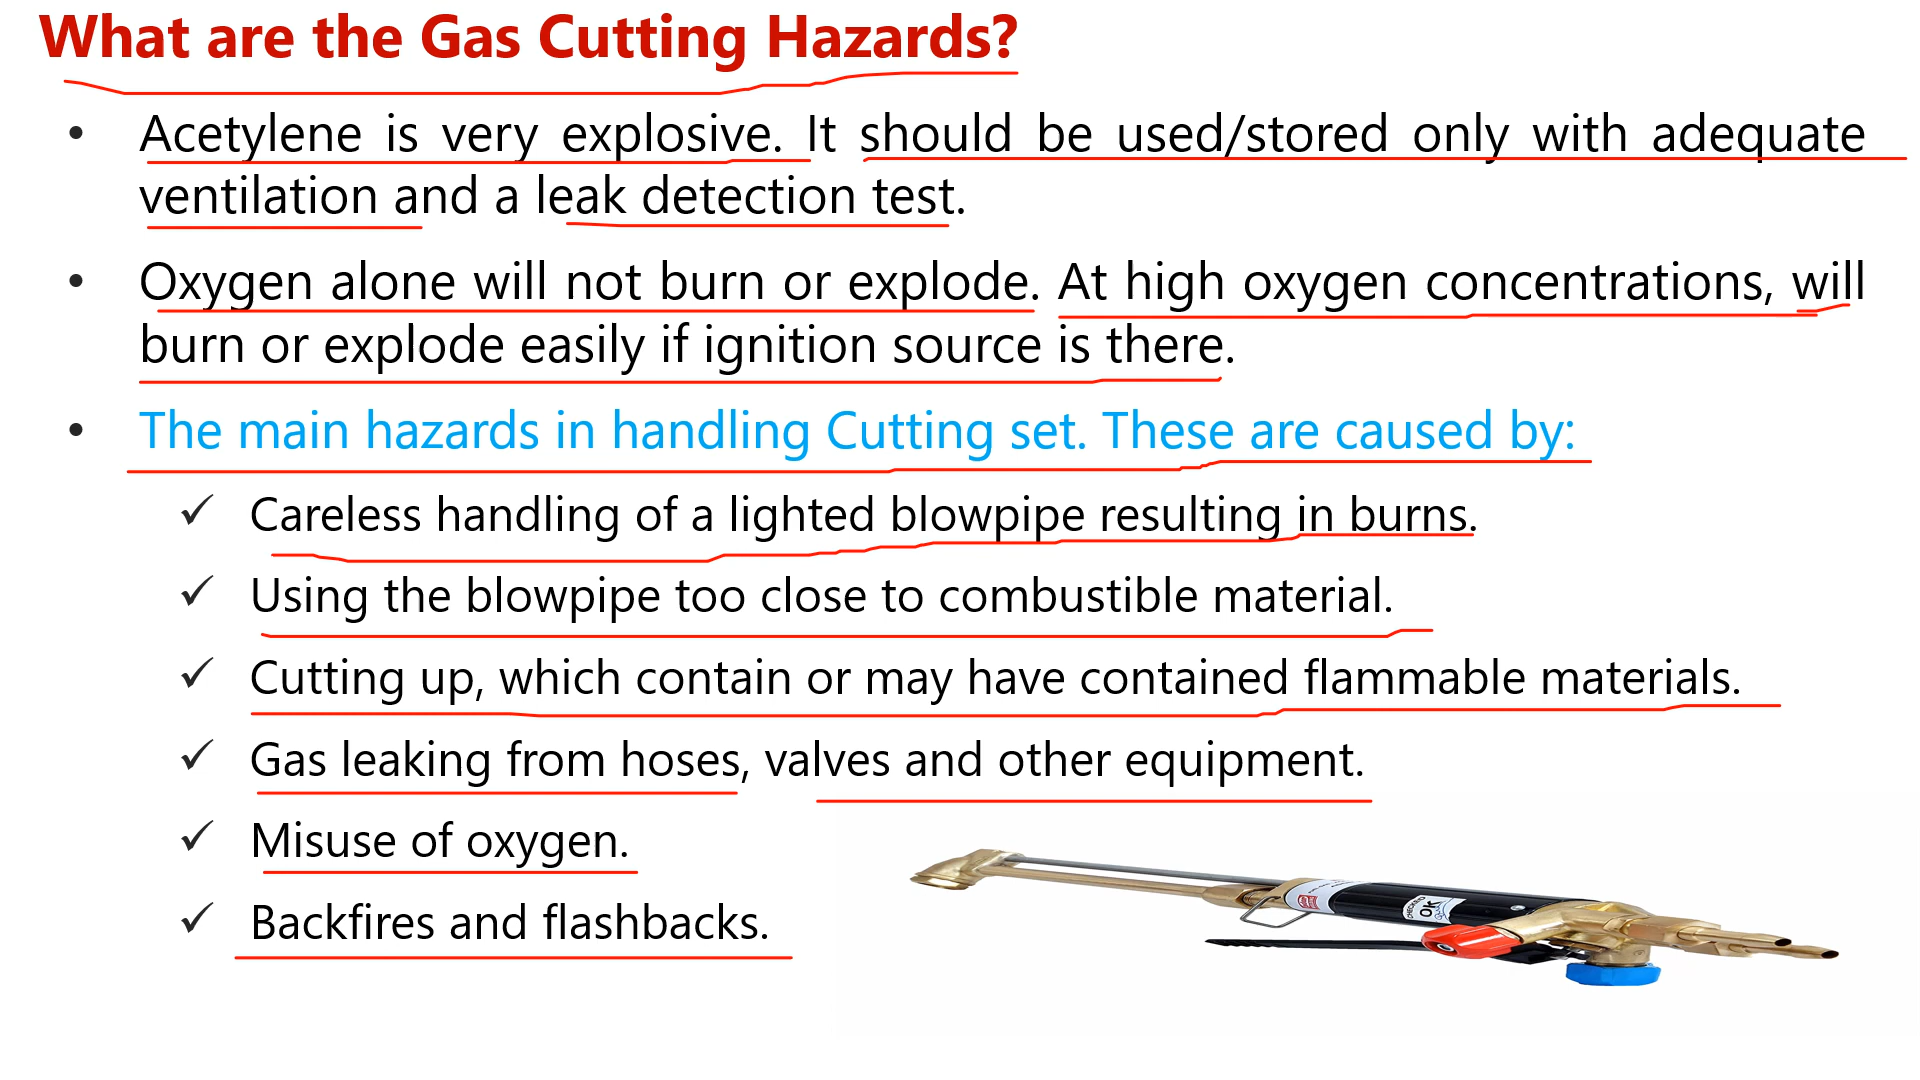 What are the Gas Cutting Hazards?
• Acetylene is very explosive. It should be used/stored only with adequate
ventilation and a leak detection test.
• Oxygen alone will not burn or explode. At high oxygen concentrations, will
burn or explode easily if ignition source is there.
• The main hazards in handling Cutting set. These are caused by:
✓ Careless handling of a lighted blowpipe resulting in burns.
✓ Using the blowpipe too close to combustible material.
✓ Cutting up, which contain or may have contained flammable materials.
✓ Gas leaking from hoses, valves and other equipment.
✓ Misuse of oxygen.
✓ Backfires and flashbacks.
OK